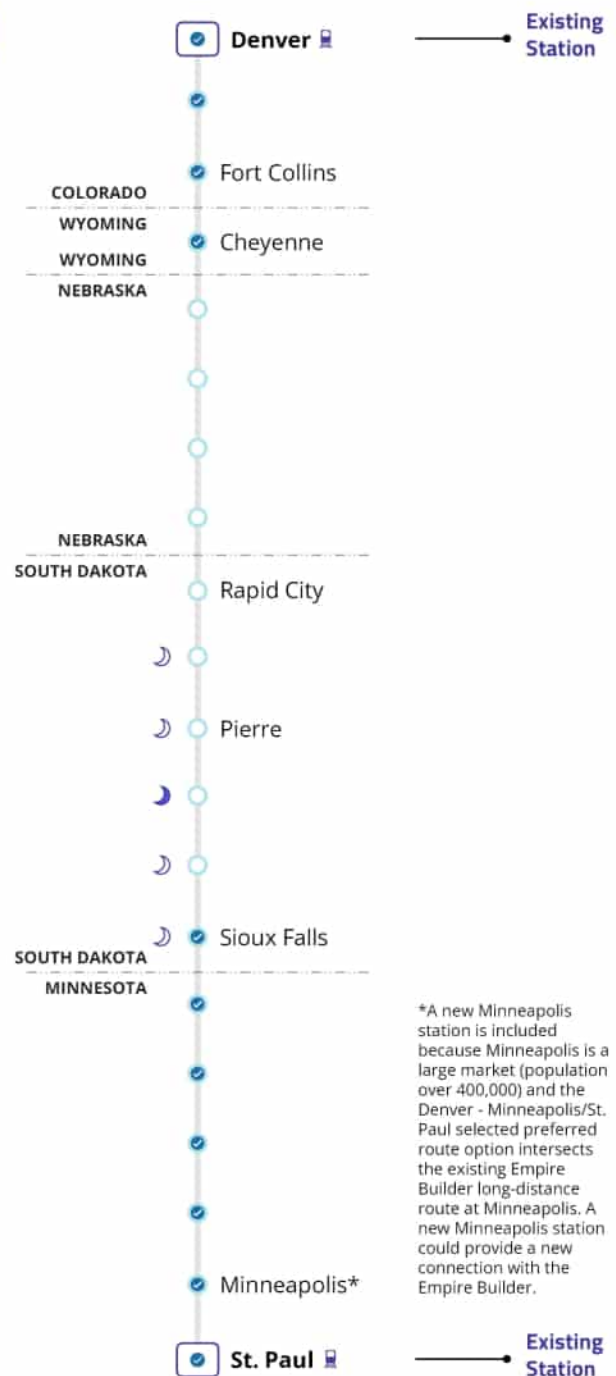 Denver
Existing
Station
Fort Collins
COLORADO
WYOMING
Cheyenne
WYOMING
NEBRASKA
NEBRASKA
SOUTH DAKOTA
Rapid City
Pierre
Sioux Falls
SOUTH DAKOTA
MINNESOTA
*A new Minneapolis
station is included
because Minneapolis is a
large market (population
over 400,000) and the
Denver - Minneapolis/St.
Paul selected preferred
route option intersects
the existing Empire
Builder long-distance
route at Minneapolis. A
new Minneapolis station
could provide a new
connection with the
Empire Builder.
Minneapolis*
St. Paul
Existing
Station